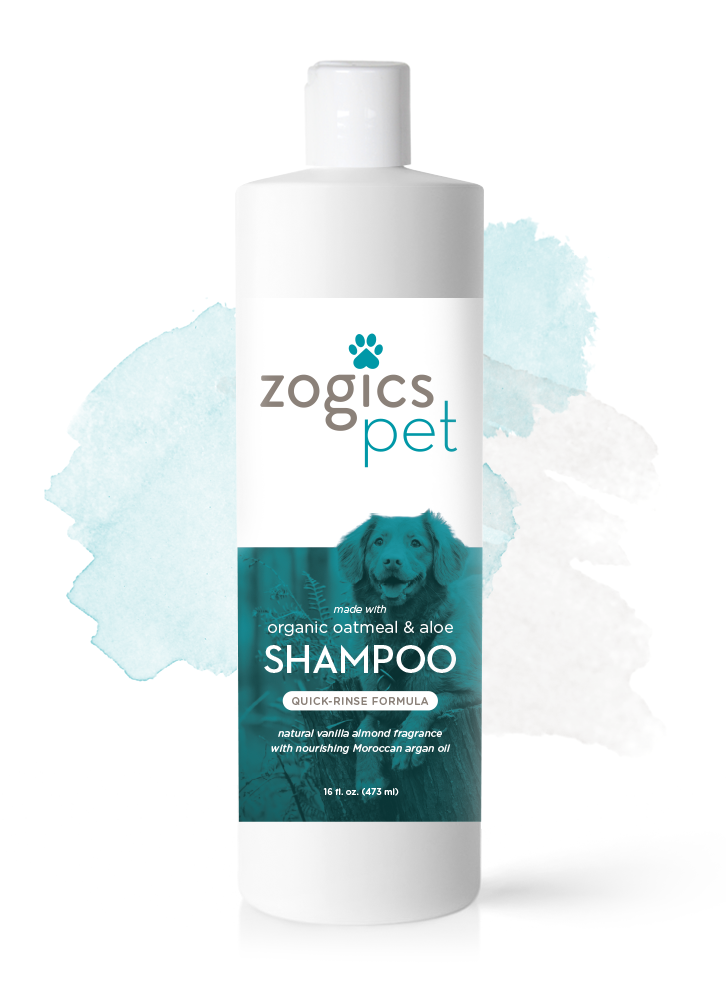 zogics
pet
made with
organic oatmeal & aloe
SHAMPOO
QUICK-RINSE FORMULA
natural vanilla almond fragrance
with nourishing Moroccan argan oil
16 fl. oz. (473 ml)